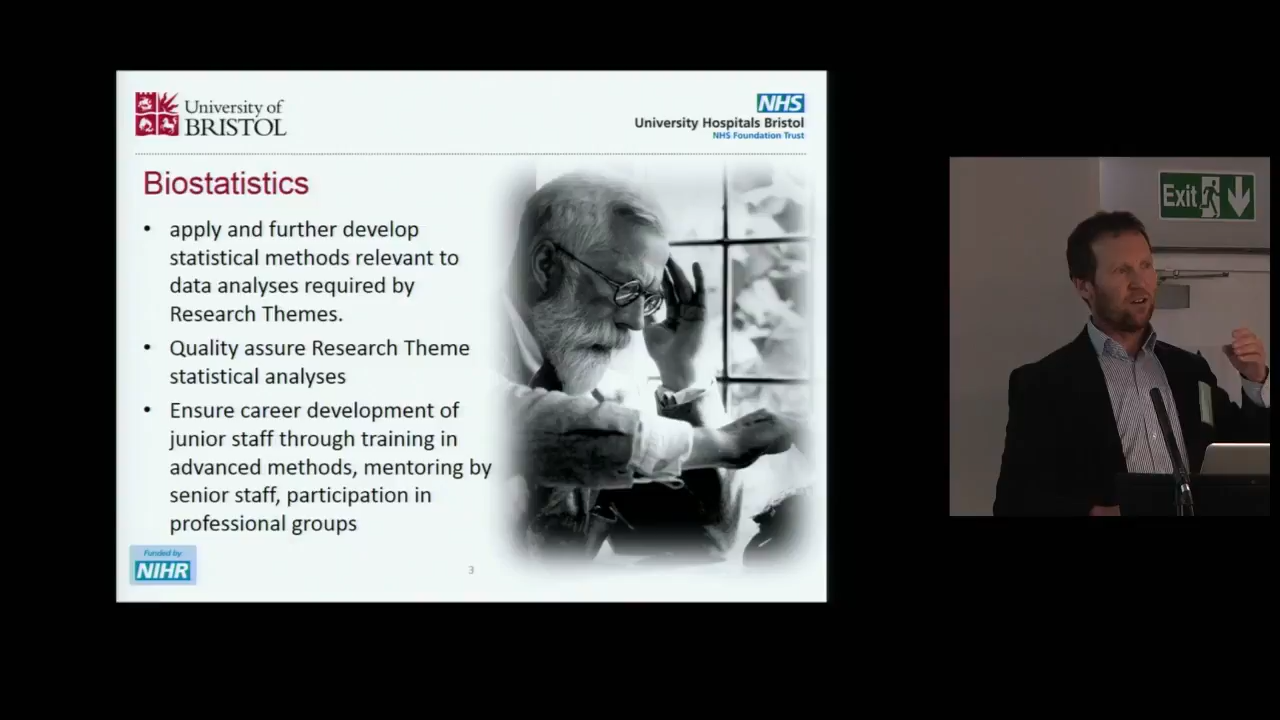 University of
BRISTOL
NHS
University Hospitals Bristol
NHS Foundation Trust
Biostatistics
• apply and further develop
statistical methods relevant to
data analyses required by
Research Themes.
• Quality assure Research Theme
statistical analyses
• Ensure career development of
junior staff through training in
advanced methods, mentoring by
senior staff, participation in
professional groups
Funded by
NIHR
3
Exit